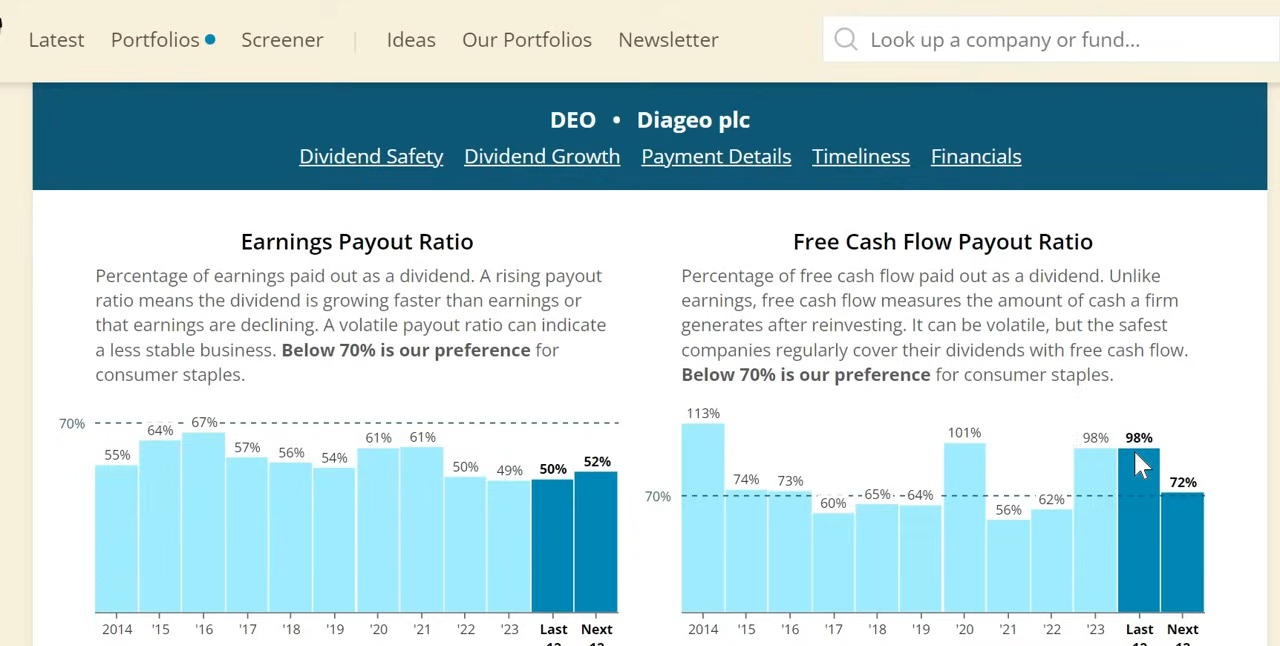 Latest Portfolios Screener Ideas Our Portfolios Newsletter Look up a company or fund...
DEO • Diageo plc
Dividend Safety Dividend Growth Payment Details Timeliness Financials
Earnings Payout Ratio
Percentage of earnings paid out as a dividend. A rising payout
ratio means the dividend is growing faster than earnings or
that earnings are declining. A volatile payout ratio can indicate
a less stable business. Below 70% is our preference for
consumer staples.
70%
55% 64% 67% 57% 56% 54% 61% 61% 50% 49% 50% 52%
2014 '15 '16 '17 '18 '19 '20 '21 '22 '23 Last Next
12 12
Free Cash Flow Payout Ratio
Percentage of free cash flow paid out as a dividend. Unlike
earnings, free cash flow measures the amount of cash a firm
generates after reinvesting. It can be volatile, but the safest
companies regularly cover their dividends with free cash flow.
Below 70% is our preference for consumer staples.
70%
113% 74% 73% 60% 65% 64% 101% 56% 62% 98% 98% 72%
2014 '15 '16 '17 '18 '19 '20 '21 '22 '23 Last Next
12 12